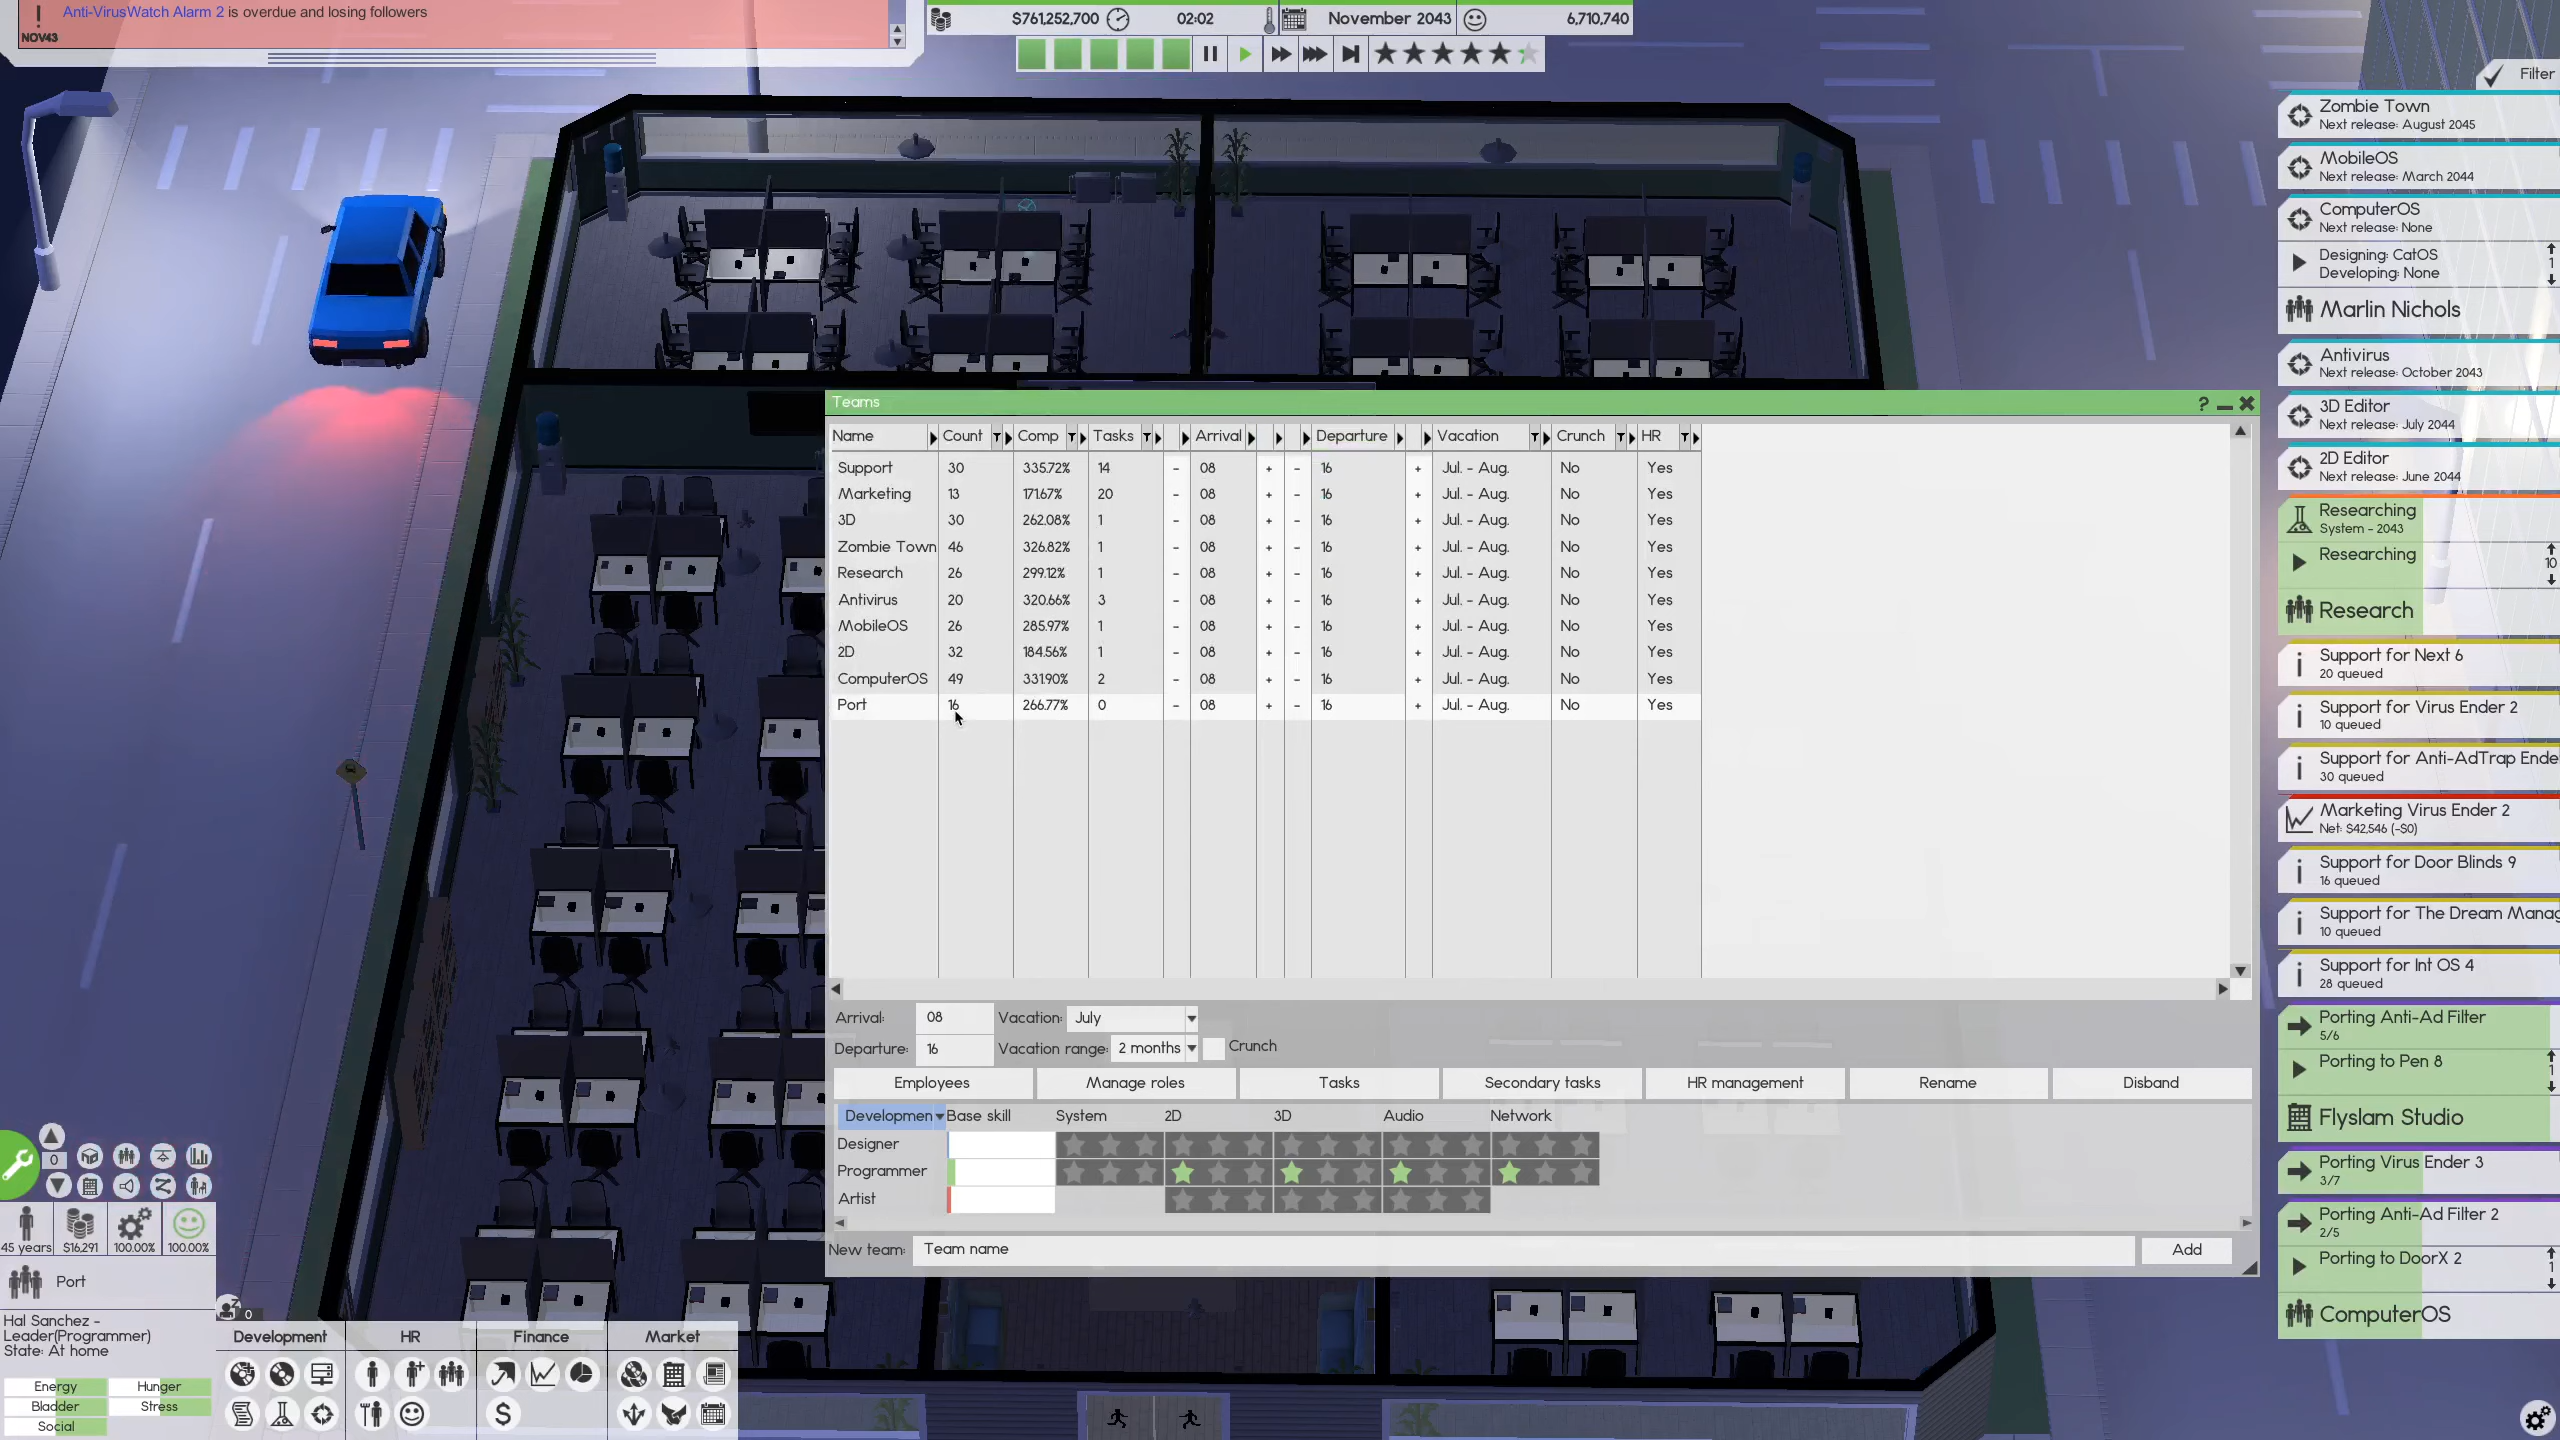 Anti-VirusWatch Alarm 2 is overdue and losing followers
NOV43
$761,252,700
02:02
November 2043
6,710,740
Filter
Zombie Town
Next release: August 2045
MobileOS
Next release: March 2044
ComputerOS
Next release: None
Designing: CatOS
Developing: None
1
Marlin Nichols
Antivirus
Next release: October 2043
3D Editor
Next release: July 2044
2D Editor
Next release: June 2044
Researching
System - 2043
Researching
10
Research
Support for Next 6
20 queued
Support for Virus Ender 2
10 queued
Support for Anti-AdTrap Ende
30 queued
Marketing Virus Ender 2
Net: $42,546 (-$0)
Support for Door Blinds 9
16 queued
Support for The Dream Manag
10 queued
Support for Int OS 4
28 queued
Porting Anti-Ad Filter
5/6
Porting to Pen 8
1
Flyslam Studio
Porting Virus Ender 3
3/7
Porting Anti-Ad Filter 2
2/5
Porting to DoorX 2
1
ComputerOS
Teams
?
Name Count Comp Tasks Arrival Departure Vacation Crunch HR
Support 30 335.72% 14 - 08 + - 16 + Jul. - Aug. No Yes
Marketing 13 171.67% 20 - 08 + - 16 + Jul. - Aug. No Yes
3D 30 262.08% 1 - 08 + - 16 + Jul. - Aug. No Yes
Zombie Town 46 326.82% 1 - 08 + - 16 + Jul. - Aug. No Yes
Research 26 299.12% 1 - 08 + - 16 + Jul. - Aug. No Yes
Antivirus 20 320.66% 3 - 08 + - 16 + Jul. - Aug. No Yes
MobileOS 26 285.97% 1 - 08 + - 16 + Jul. - Aug. No Yes
2D 32 184.56% 1 - 08 + - 16 + Jul. - Aug. No Yes
ComputerOS 49 331.90% 2 - 08 + - 16 + Jul. - Aug. No Yes
Port 16 266.77% 0 - 08 + - 16 + Jul. - Aug. No Yes
Arrival: 08 Vacation: July
Departure: 16 Vacation range: 2 months Crunch
Employees Manage roles Tasks Secondary tasks HR management Rename Disband
Developmen Base skill System 2D 3D Audio Network
Designer
Programmer
Artist
New team: Team name Add
0
45 years $16,291 100.00% 100.00%
Port
Hal Sanchez -
Leader(Programmer)
State: At home
Energy Hunger
Bladder Stress
Social
0
Development HR Finance Market